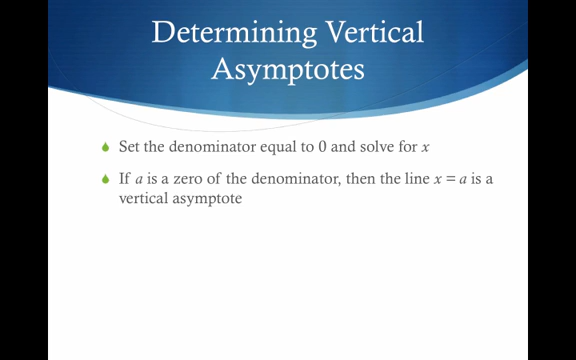 Determining Vertical
Asymptotes
Set the denominator equal to 0 and solve for x
If a is a zero of the denominator, then the line x = a is a
vertical asymptote